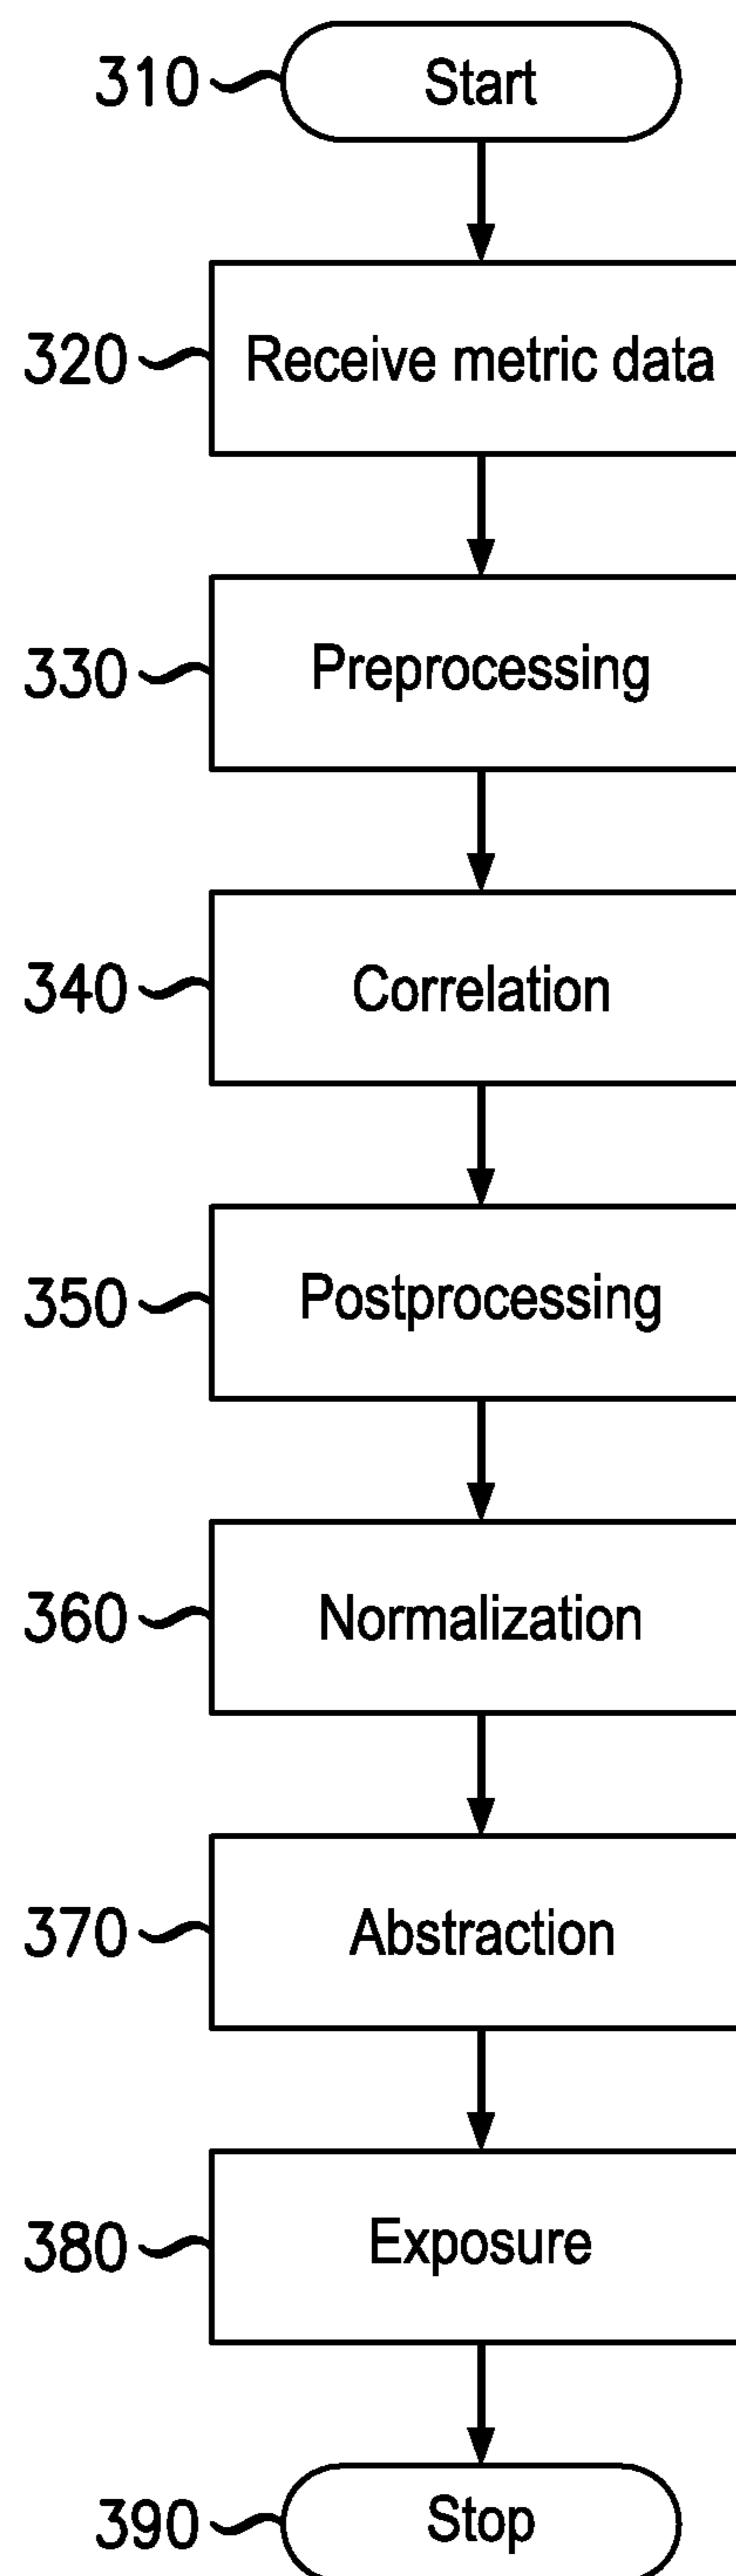 310 Start
320 Receive metric data
330 Preprocessing
340 Correlation
350 Postprocessing
360 Normalization
370 Abstraction
380 Exposure
390 Stop